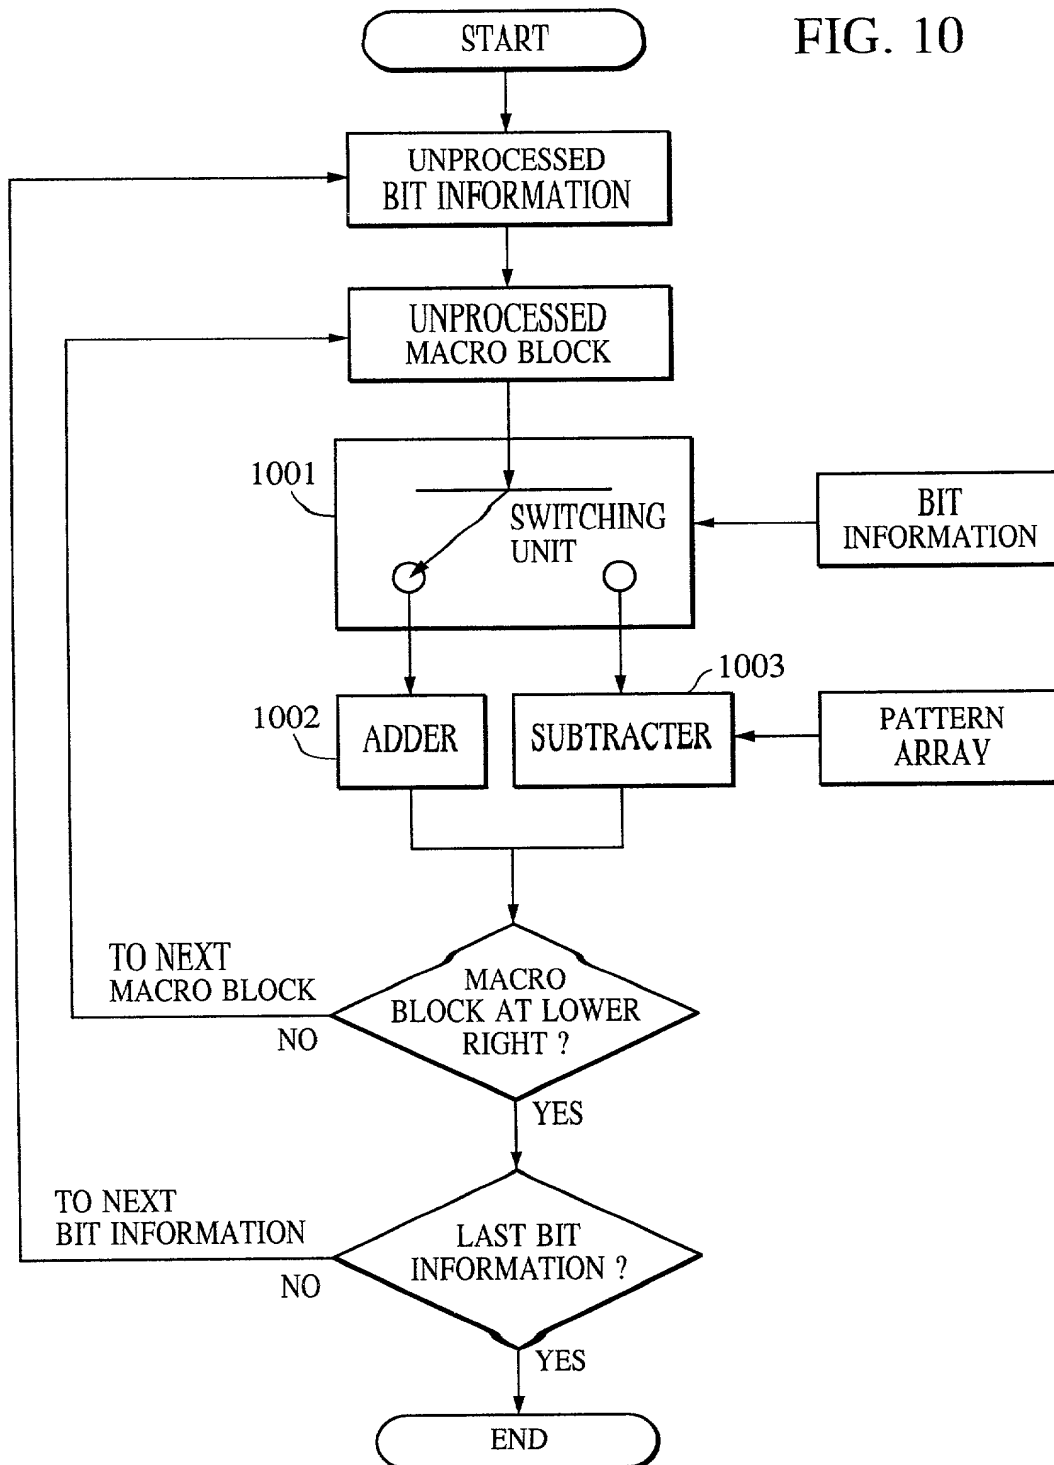 FIG. 10
START
UNPROCESSED
BIT INFORMATION
UNPROCESSED
MACRO BLOCK
1001
SWITCHING
UNIT
BIT
INFORMATION
1002
ADDER
1003
SUBTRACTER
PATTERN
ARRAY
TO NEXT
MACRO BLOCK
NO
MACRO
BLOCK AT LOWER
RIGHT ?
YES
TO NEXT
BIT INFORMATION
NO
LAST BIT
INFORMATION ?
YES
END